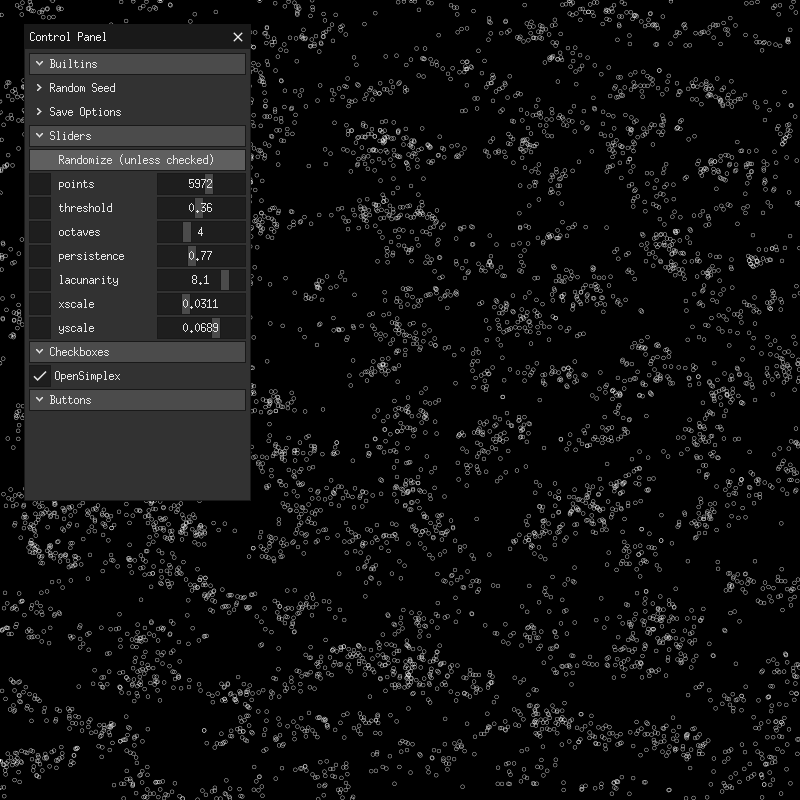 Control Panel
Builtins
Random Seed
Save Options
Sliders
Randomize (unless checked)
points 5972
threshold 0.36
octaves 4
persistence 0.77
lacunarity 8.1
xscale 0.0311
yscale 0.0689
Checkboxes
OpenSimplex
Buttons